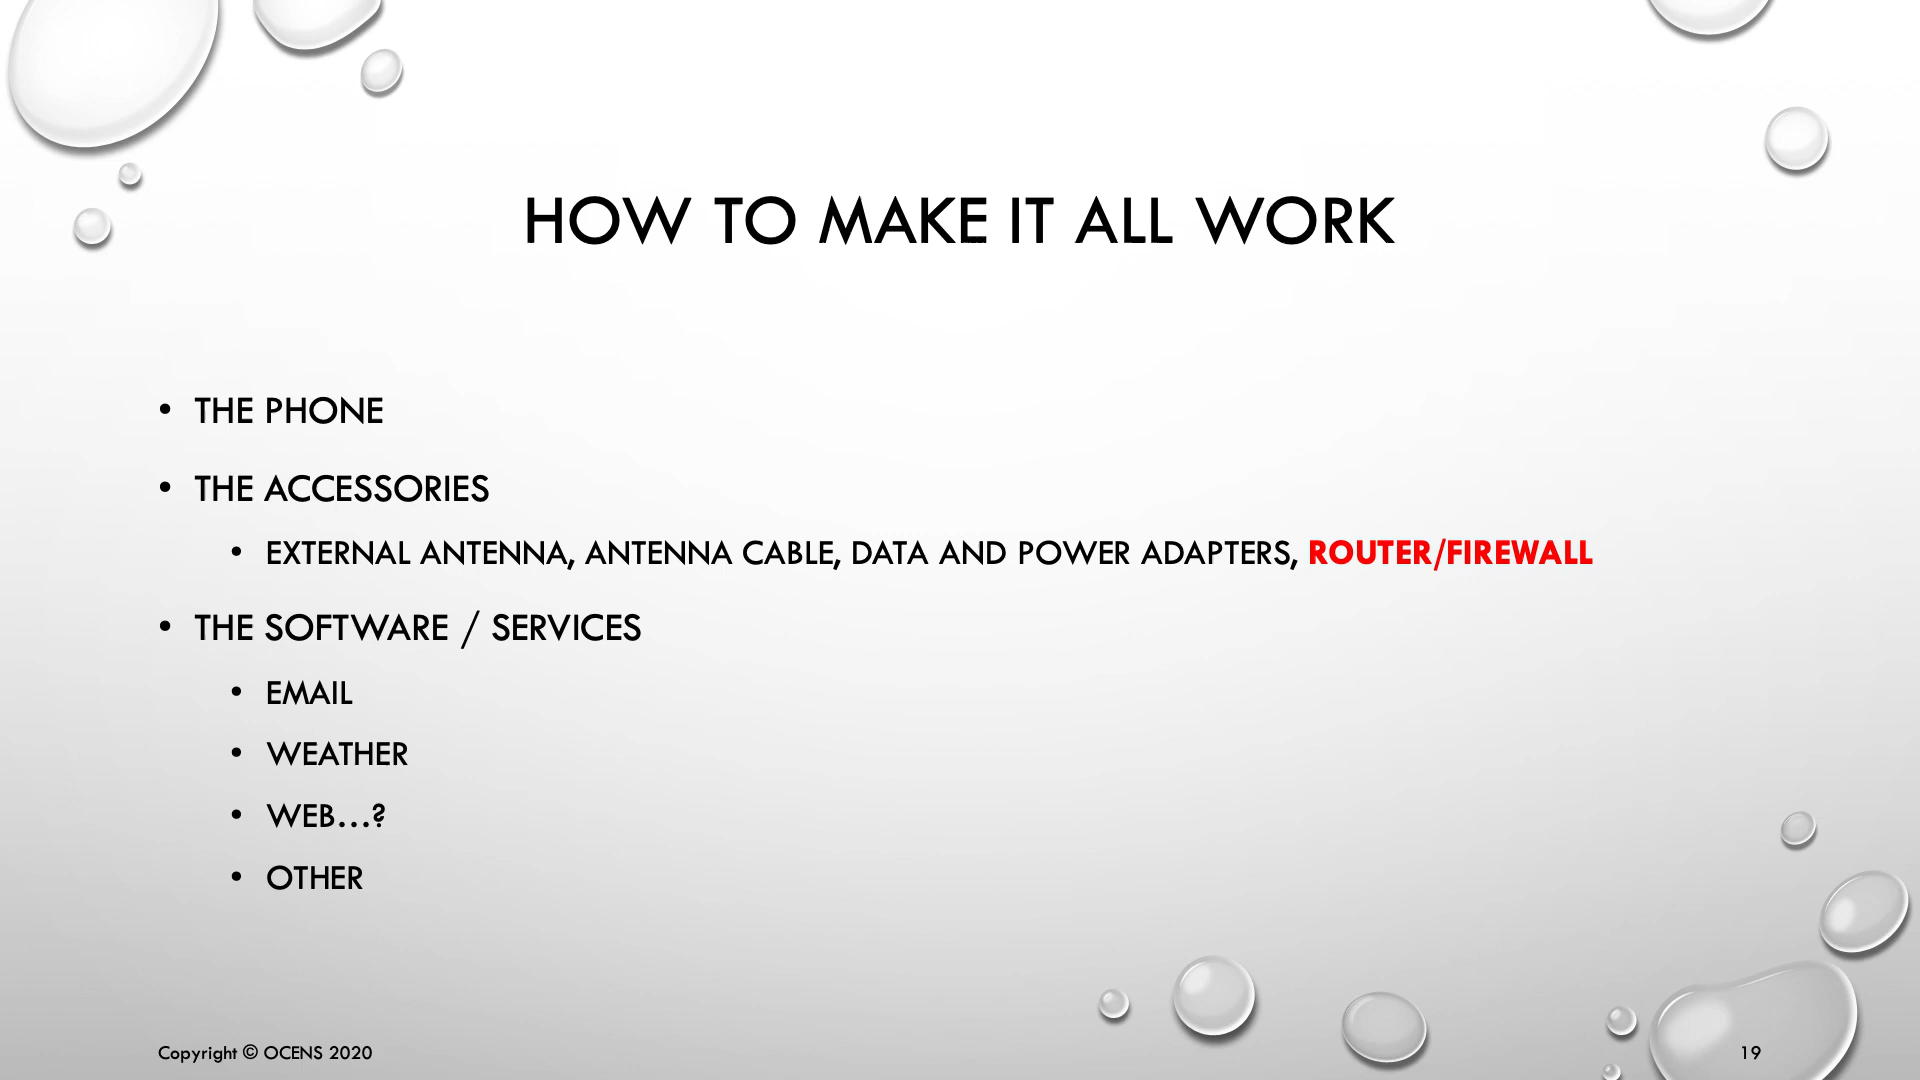 HOW TO MAKE IT ALL WORK
• THE PHONE
• THE ACCESSORIES
• EXTERNAL ANTENNA, ANTENNA CABLE, DATA AND POWER ADAPTERS, ROUTER/FIREWALL
• THE SOFTWARE / SERVICES
• EMAIL
• WEATHER
• WEB...?
• OTHER
Copyright © OCENS 2020
19